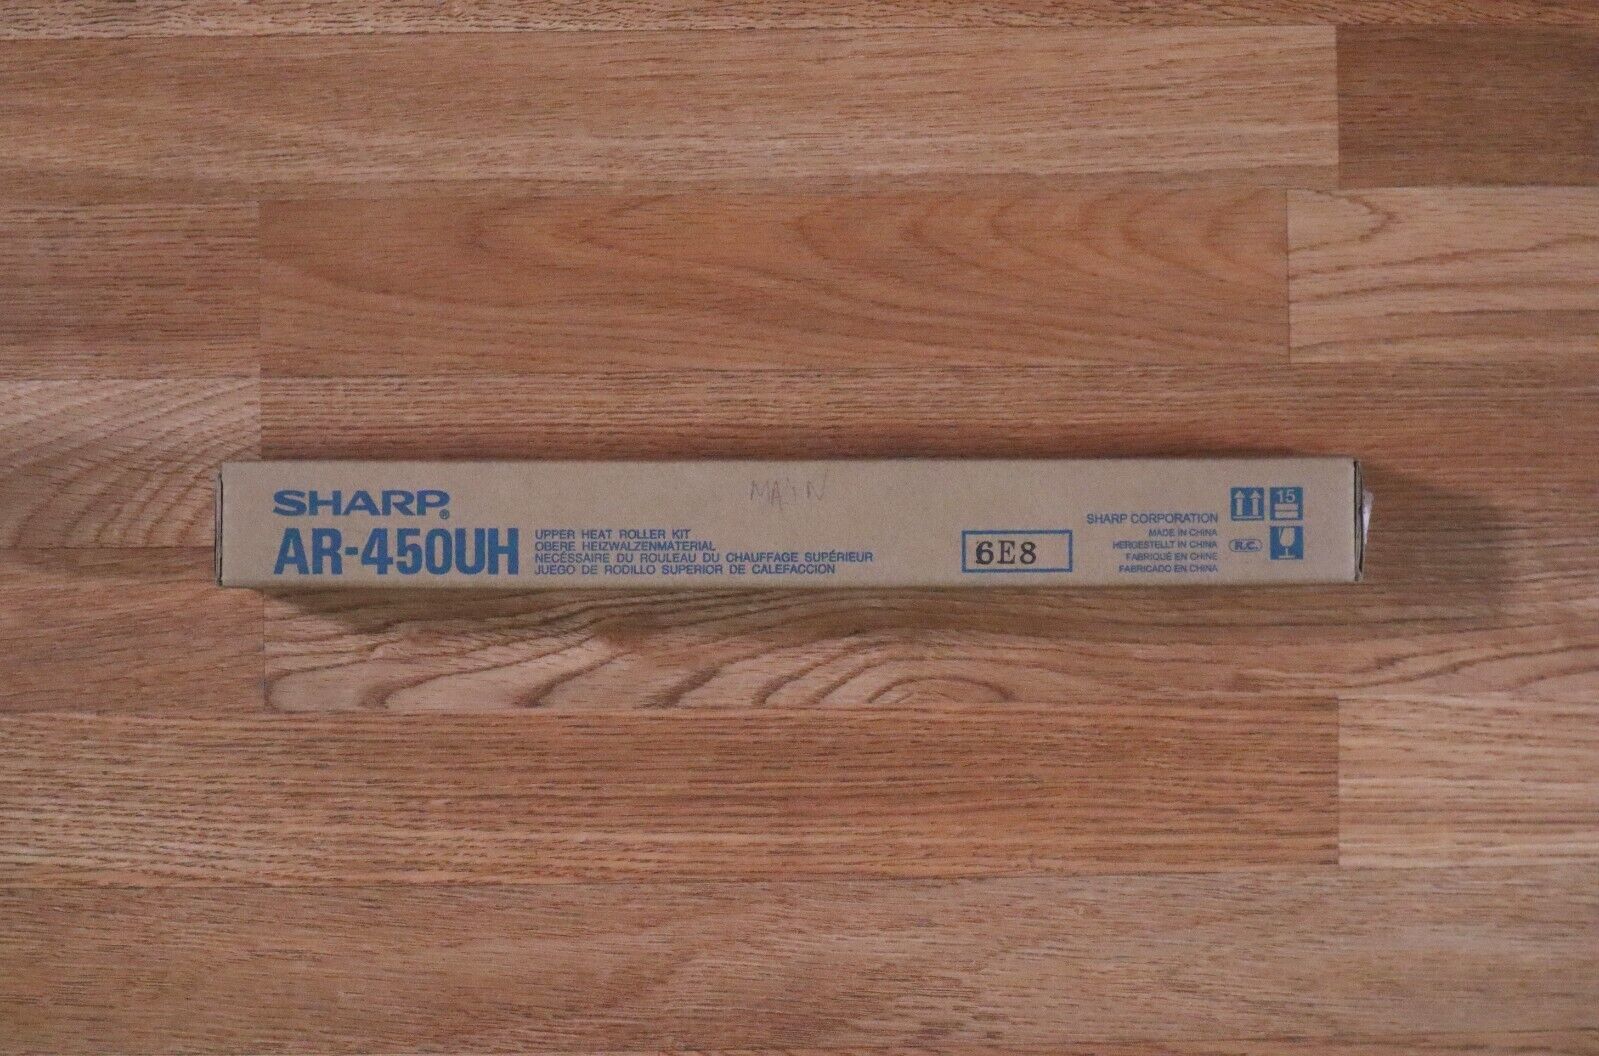 MAIN
SHARP®
AR-450UH
UPPER HEAT ROLLER KIT
OBERE HEIZWALZENMATERIAL
NÉCESSAIRE DU ROULEAU DU CHAUFFAGE SUPÉRIEUR
JUEGO DE RODILLO SUPERIOR DE CALEFACCION
6E8
SHARP CORPORATION
MADE IN CHINA
HERGESTELLT IN CHINA
FABRIQUÉ EN CHINE
FABRICADO EN CHINA
R.C.
15